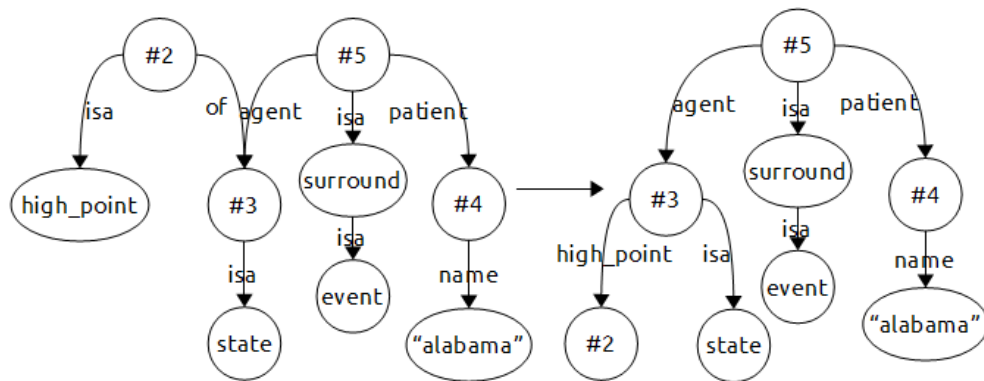 #2 #5 #5
isa of agent isa patient agent isa patient
high_point #3 surround #4 #3 surround #4
isa isa name high_point isa isa name
state event “alabama” #2 state event “alabama”